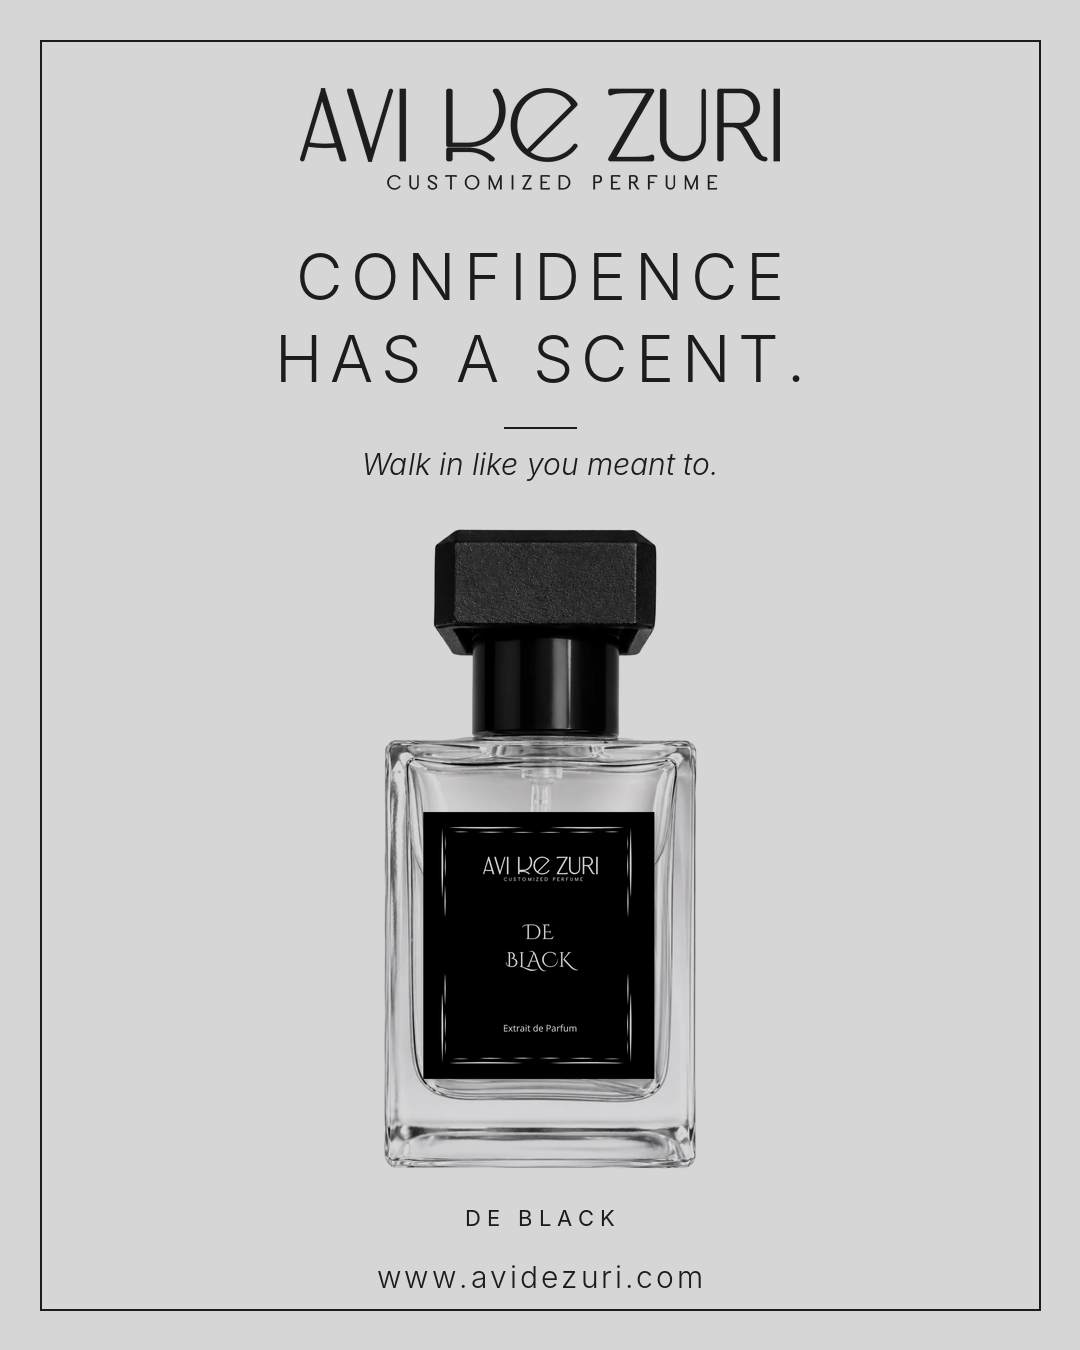 AVI De ZURI
CUSTOMIZED PERFUME
CONFIDENCE
HAS A SCENT.
Walk in like you meant to.
AVI De ZURI
CUSTOMIZED PERFUME
DE
BLACK
Extrait de Parfum
DE BLACK
www.avidezuri.com